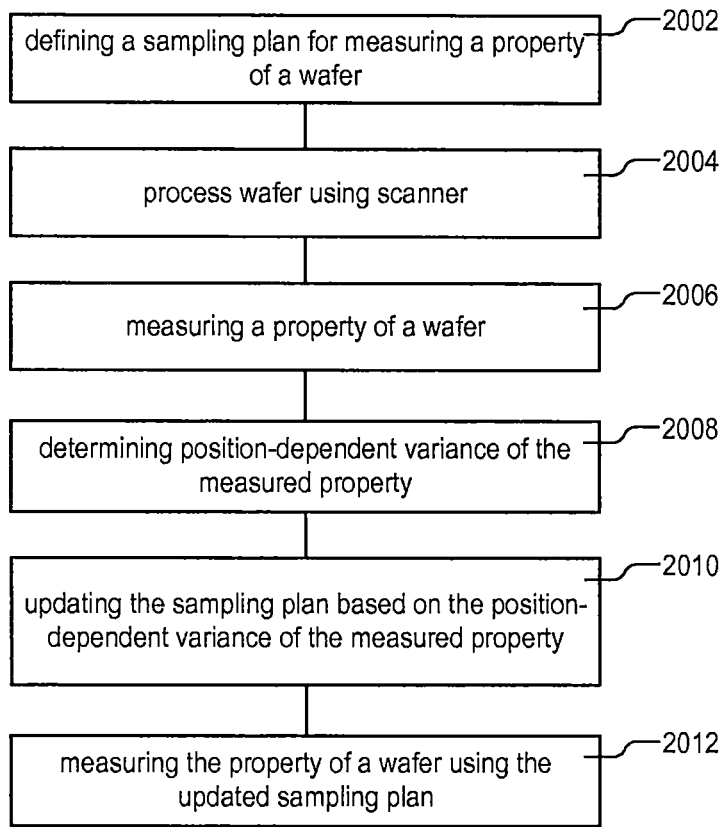 2002
defining a sampling plan for measuring a property
of a wafer
2004
process wafer using scanner
2006
measuring a property of a wafer
2008
determining position-dependent variance of the
measured property
2010
updating the sampling plan based on the position-
dependent variance of the measured property
2012
measuring the property of a wafer using the
updated sampling plan